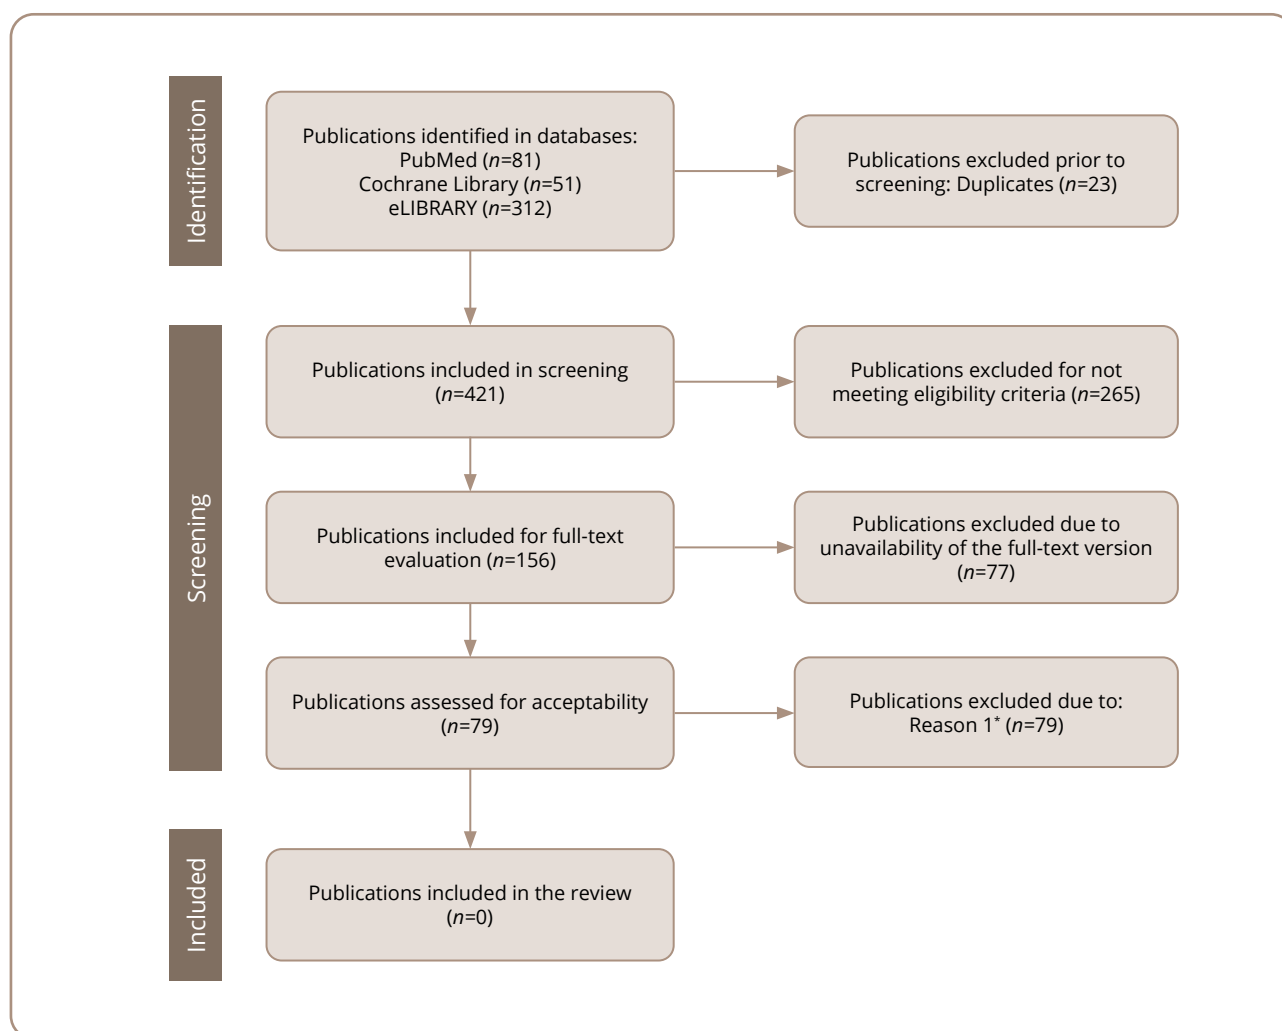 Identification
Publications identified in databases:
PubMed (n=81)
Cochrane Library (n=51)
eLIBRARY (n=312)
Publications excluded prior to
screening: Duplicates (n=23)
Screening
Publications included in screening
(n=421)
Publications excluded for not
meeting eligibility criteria (n=265)
Publications included for full-text
evaluation (n=156)
Publications excluded due to
unavailability of the full-text version
(n=77)
Publications assessed for acceptability
(n=79)
Publications excluded due to:
Reason 1* (n=79)
Included
Publications included in the review
(n=0)